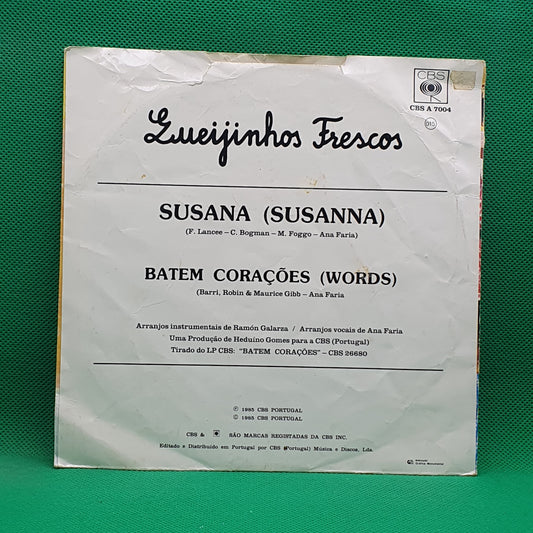 CBS
CBS A 7004
Queijinhos Frescos
SUSANA (SUSANNA)
(F. Lancee – C. Bogman – M. Foggo – Ana Faria)
BATEM CORAÇÕES (WORDS)
(Barri, Robin & Maurice Gibb – Ana Faria
Arranjos instrumentais de Ramón Galarza / Arranjos vocais de Ana Faria
Uma Produção de Heduíno Gomes para a CBS (Portugal)
Tirado do LP CBS: "BATEM CORAÇÕES" – CBS 26680
℗ 1985 CBS PORTUGAL
© 1985 CBS PORTUGAL
CBS & SÃO MARCAS REGISTADAS DA CBS INC.
Editado e Distribuído em Portugal por CBS (Portugal) Música e Discos, Lda.